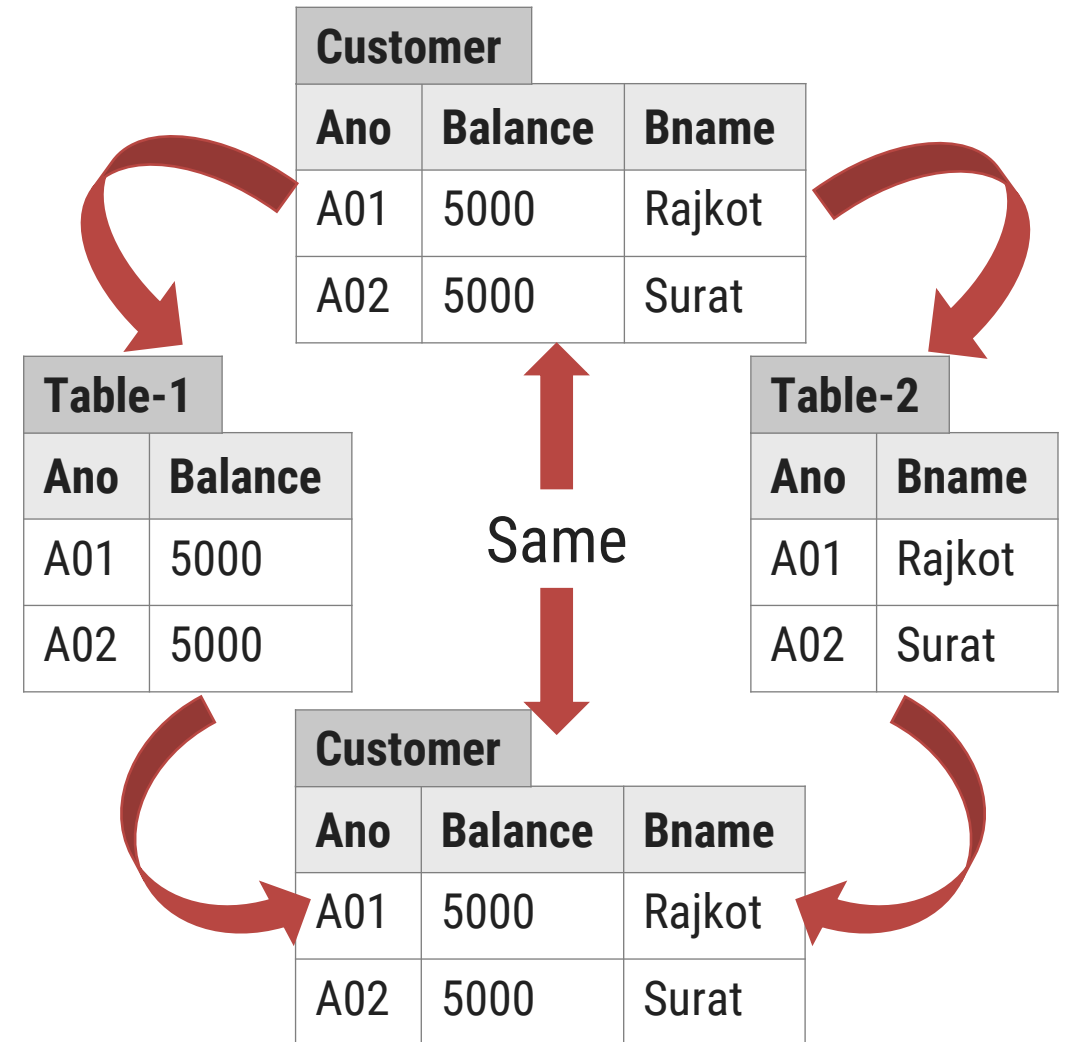 Customer
Ano Balance Bname
A01 5000 Rajkot
A02 5000 Surat
Table-1
Ano Balance
A01 5000
A02 5000
Same
Table-2
Ano Bname
A01 Rajkot
A02 Surat
Customer
Ano Balance Bname
A01 5000 Rajkot
A02 5000 Surat